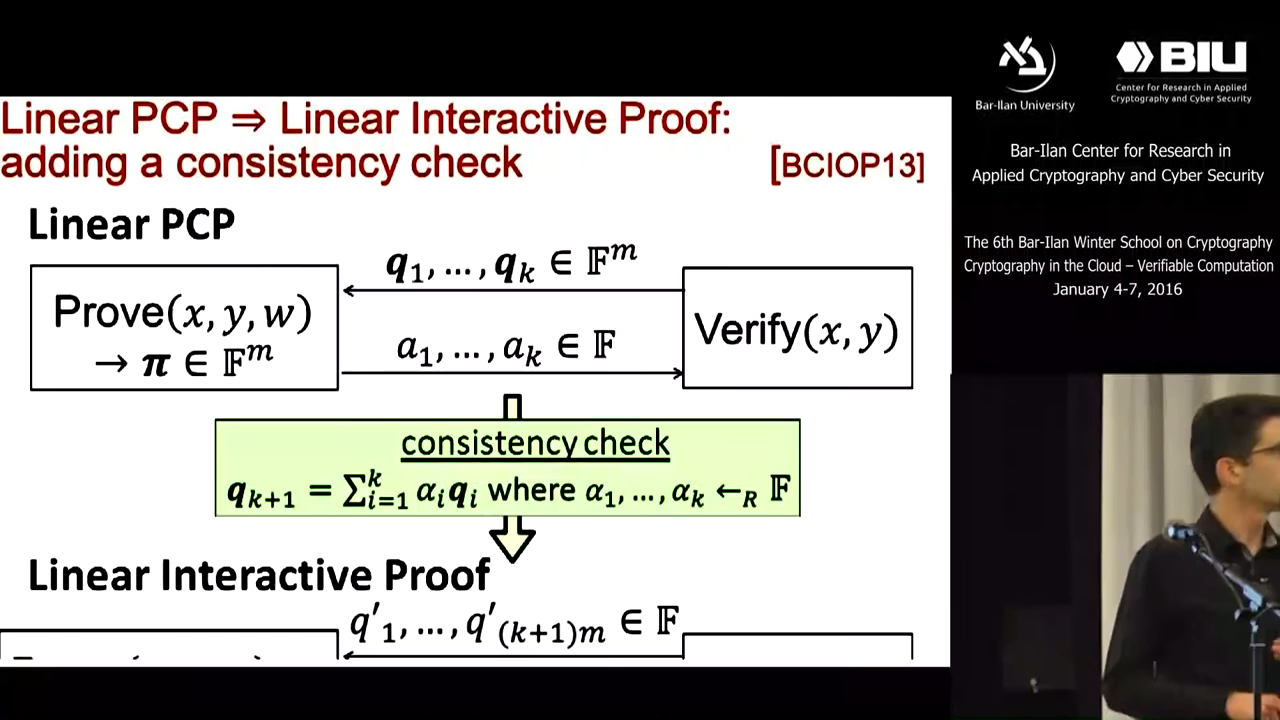 Linear PCP ⇒ Linear Interactive Proof:
adding a consistency check [BCIOP13]
Linear PCP
q₁, …, q_k ∈ 𝔽^m
Prove(x, y, w)
→ π ∈ 𝔽^m
a₁, …, a_k ∈ 𝔽
Verify(x, y)
consistency check
q_{k+1} = ∑_{i=1}^{k} α_i q_i where α₁, …, α_k ←_R 𝔽
Linear Interactive Proof
q'₁, …, q'_{(k+1)m} ∈ 𝔽
Bar-Ilan University
BIU
Center for Research in Applied
Cryptography and Cyber Security
Bar-Ilan Center for Research in
Applied Cryptography and Cyber Security
The 6th Bar-Ilan Winter School on Cryptography
Cryptography in the Cloud – Verifiable Computation
January 4-7, 2016